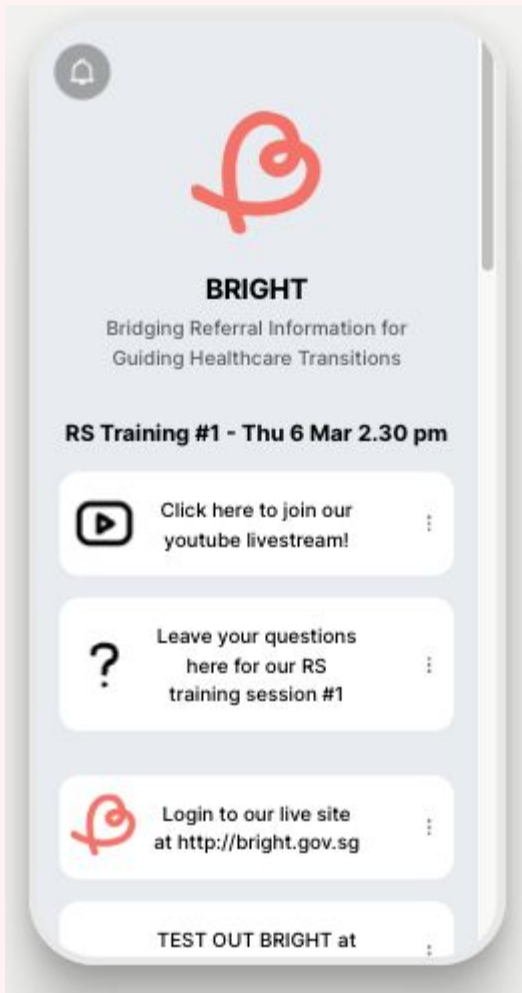 BRIGHT
Bridging Referral Information for
Guiding Healthcare Transitions
RS Training #1 - Thu 6 Mar 2.30 pm
Click here to join our
youtube livestream!
Leave your questions
here for our RS
training session #1
Login to our live site
at http://bright.gov.sg
TEST OUT BRIGHT at